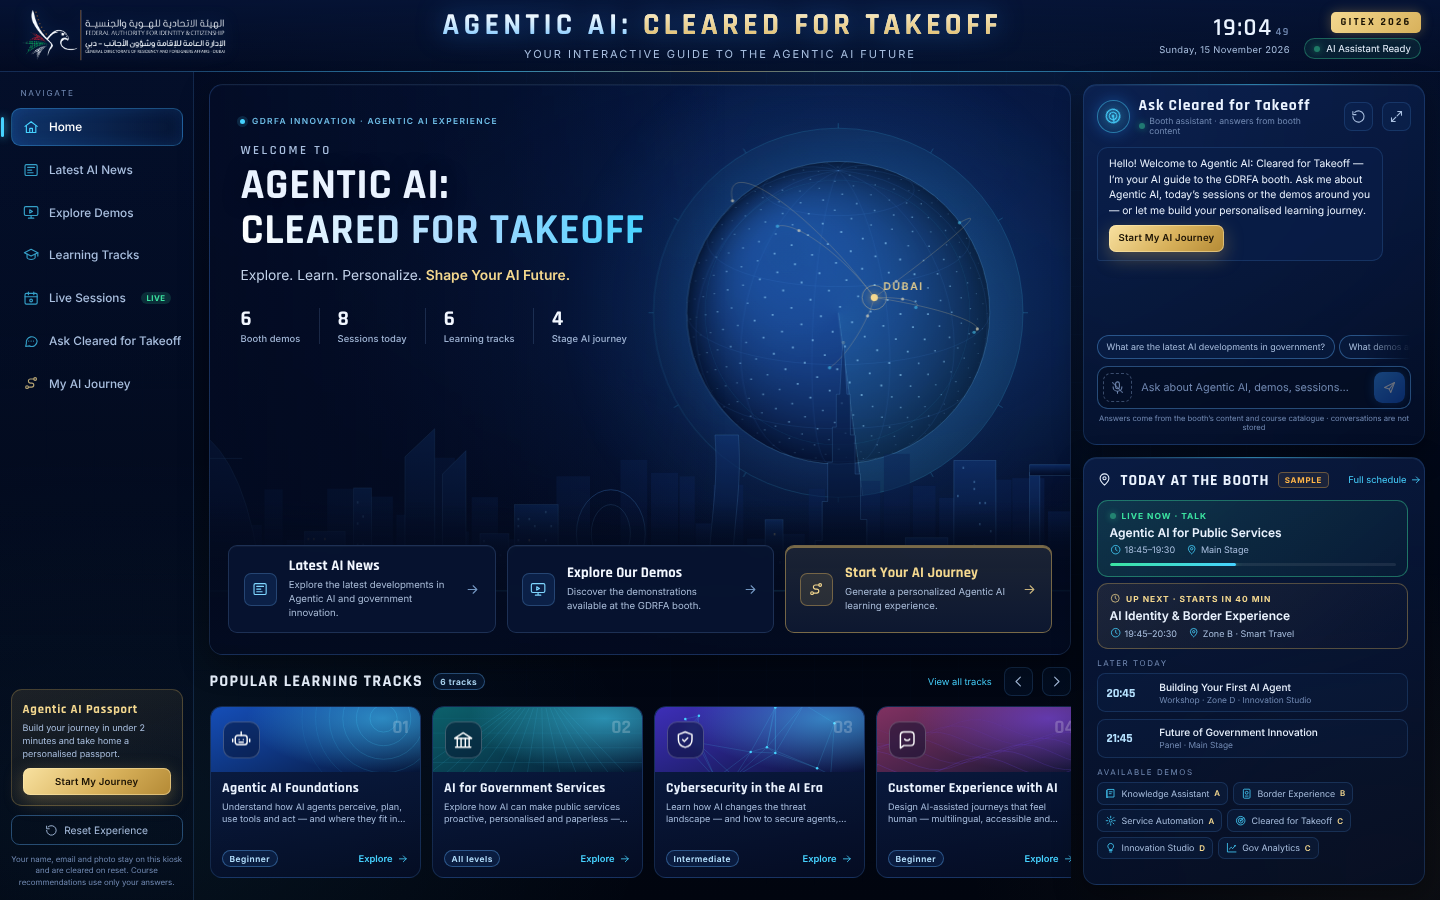 الهيئة الاتحادية للهــوية والجنسيــة
FEDERAL AUTHORITY FOR IDENTITY & CITIZENSHIP
الإدارة العامة للإقامة وشؤون الأجانب - دبي
GENERAL DIRECTORATE OF RESIDENCY AND FOREIGNERS AFFAIRS - DUBAI
AGENTIC AI: CLEARED FOR TAKEOFF
YOUR INTERACTIVE GUIDE TO THE AGENTIC AI FUTURE
19:04 49
Sunday, 15 November 2026
GITEX 2026
AI Assistant Ready
NAVIGATE
Home
Latest AI News
Explore Demos
Learning Tracks
Live Sessions LIVE
Ask Cleared for Takeoff
My AI Journey
Agentic AI Passport
Build your journey in under 2
minutes and take home a
personalised passport.
Start My Journey
Reset Experience
Your name, email and photo stay on this kiosk
and are cleared on reset. Course
recommendations use only your answers.
GDRFA INNOVATION · AGENTIC AI EXPERIENCE
WELCOME TO
AGENTIC AI:
CLEARED FOR TAKEOFF
Explore. Learn. Personalize. Shape Your AI Future.
6
Booth demos
8
Sessions today
6
Learning tracks
4
Stage AI journey
DUBAI
Latest AI News
Explore the latest developments in
Agentic AI and government
innovation.
Explore Our Demos
Discover the demonstrations
available at the GDRFA booth.
Start Your AI Journey
Generate a personalized Agentic AI
learning experience.
POPULAR LEARNING TRACKS 6 tracks
View all tracks
01
Agentic AI Foundations
Understand how AI agents perceive, plan,
use tools and act — and where they fit in...
Beginner
Explore
02
AI for Government Services
Explore how AI can make public services
proactive, personalised and paperless —...
All levels
Explore
03
Cybersecurity in the AI Era
Learn how AI changes the threat
landscape — and how to secure agents,...
Intermediate
Explore
04
Customer Experience with AI
Design AI-assisted journeys that feel
human — multilingual, accessible and...
Beginner
Explore
Ask Cleared for Takeoff
Booth assistant · answers from booth
content
Hello! Welcome to Agentic AI: Cleared for Takeoff —
I'm your AI guide to the GDRFA booth. Ask me about
Agentic AI, today's sessions or the demos around you
— or let me build your personalised learning journey.
Start My AI Journey
What are the latest AI developments in government?
What demos
Ask about Agentic AI, demos, sessions...
Answers come from the booth's content and course catalogue · conversations are not
stored
TODAY AT THE BOOTH SAMPLE
Full schedule
LIVE NOW · TALK
Agentic AI for Public Services
18:45–19:30 Main Stage
UP NEXT · STARTS IN 40 MIN
AI Identity & Border Experience
19:45–20:30 Zone B · Smart Travel
LATER TODAY
20:45
Building Your First AI Agent
Workshop · Zone D · Innovation Studio
21:45
Future of Government Innovation
Panel · Main Stage
AVAILABLE DEMOS
Knowledge Assistant A
Border Experience B
Service Automation A
Cleared for Takeoff C
Innovation Studio D
Gov Analytics C